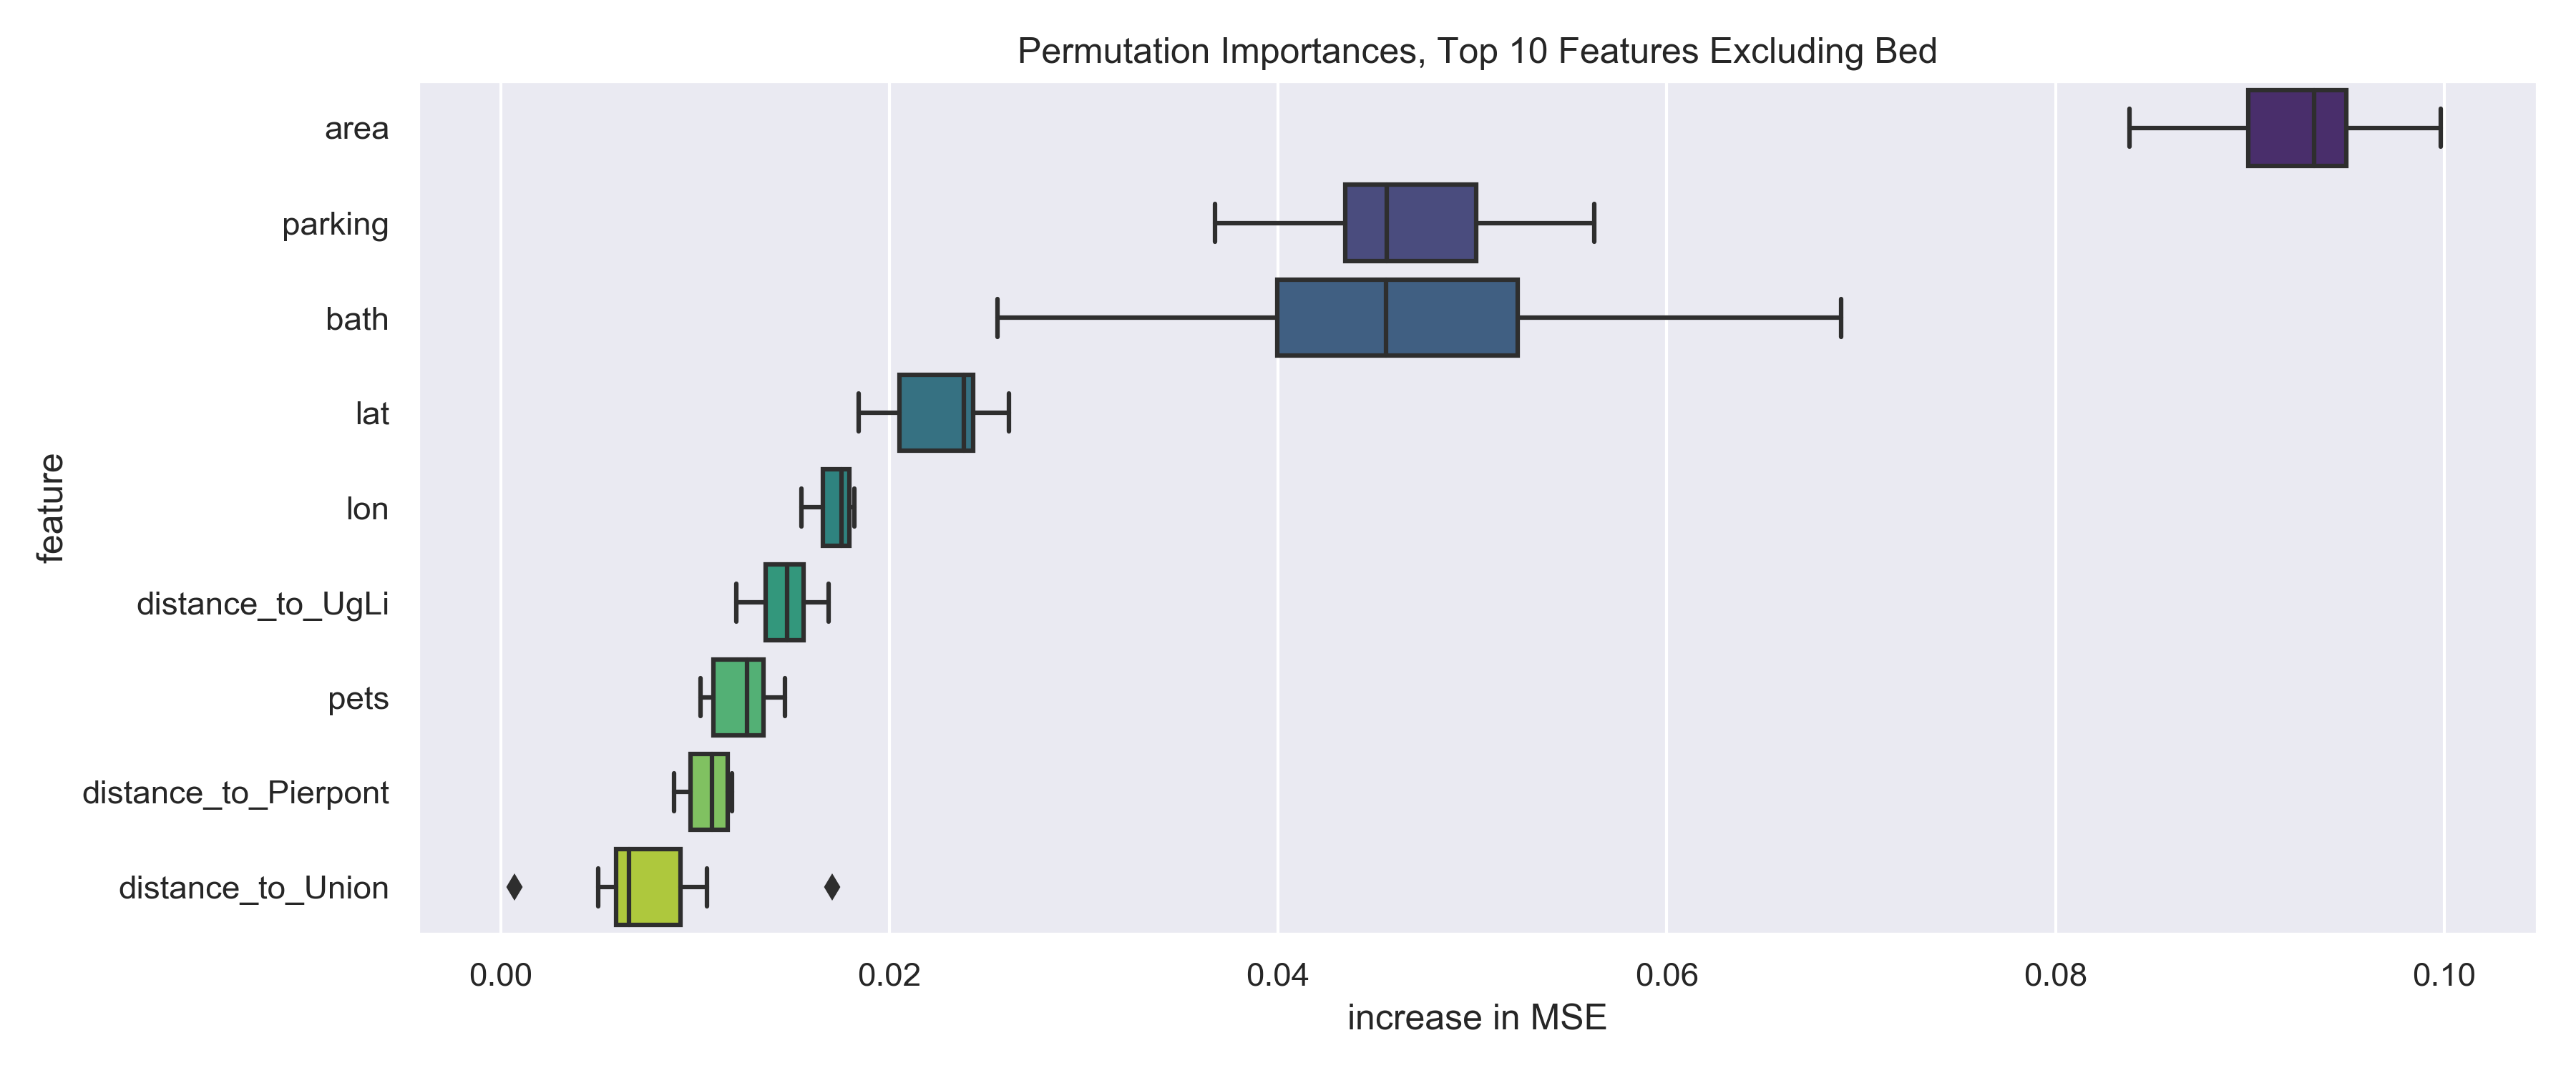 Permutation Importances, Top 10 Features Excluding Bed
area
parking
bath
lat
lon
distance_to_UgLi
pets
distance_to_Pierpont
distance_to_Union
feature
0.00 0.02 0.04 0.06 0.08 0.10
increase in MSE